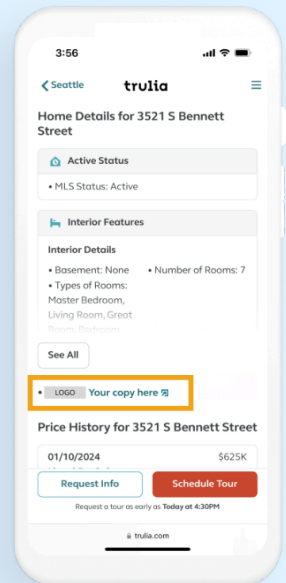 3:56
Seattle trulia
Home Details for 3521 S Bennett
Street
Active Status
• MLS Status: Active
Interior Features
Interior Details
• Basement: None • Number of Rooms: 7
• Types of Rooms:
Master Bedroom,
Living Room, Great
Room, Bedroom
See All
• LOGO Your copy here
Price History for 3521 S Bennett Street
01/10/2024 $625K
Request Info Schedule Tour
Request a tour as early as Today at 4:30PM
trulia.com